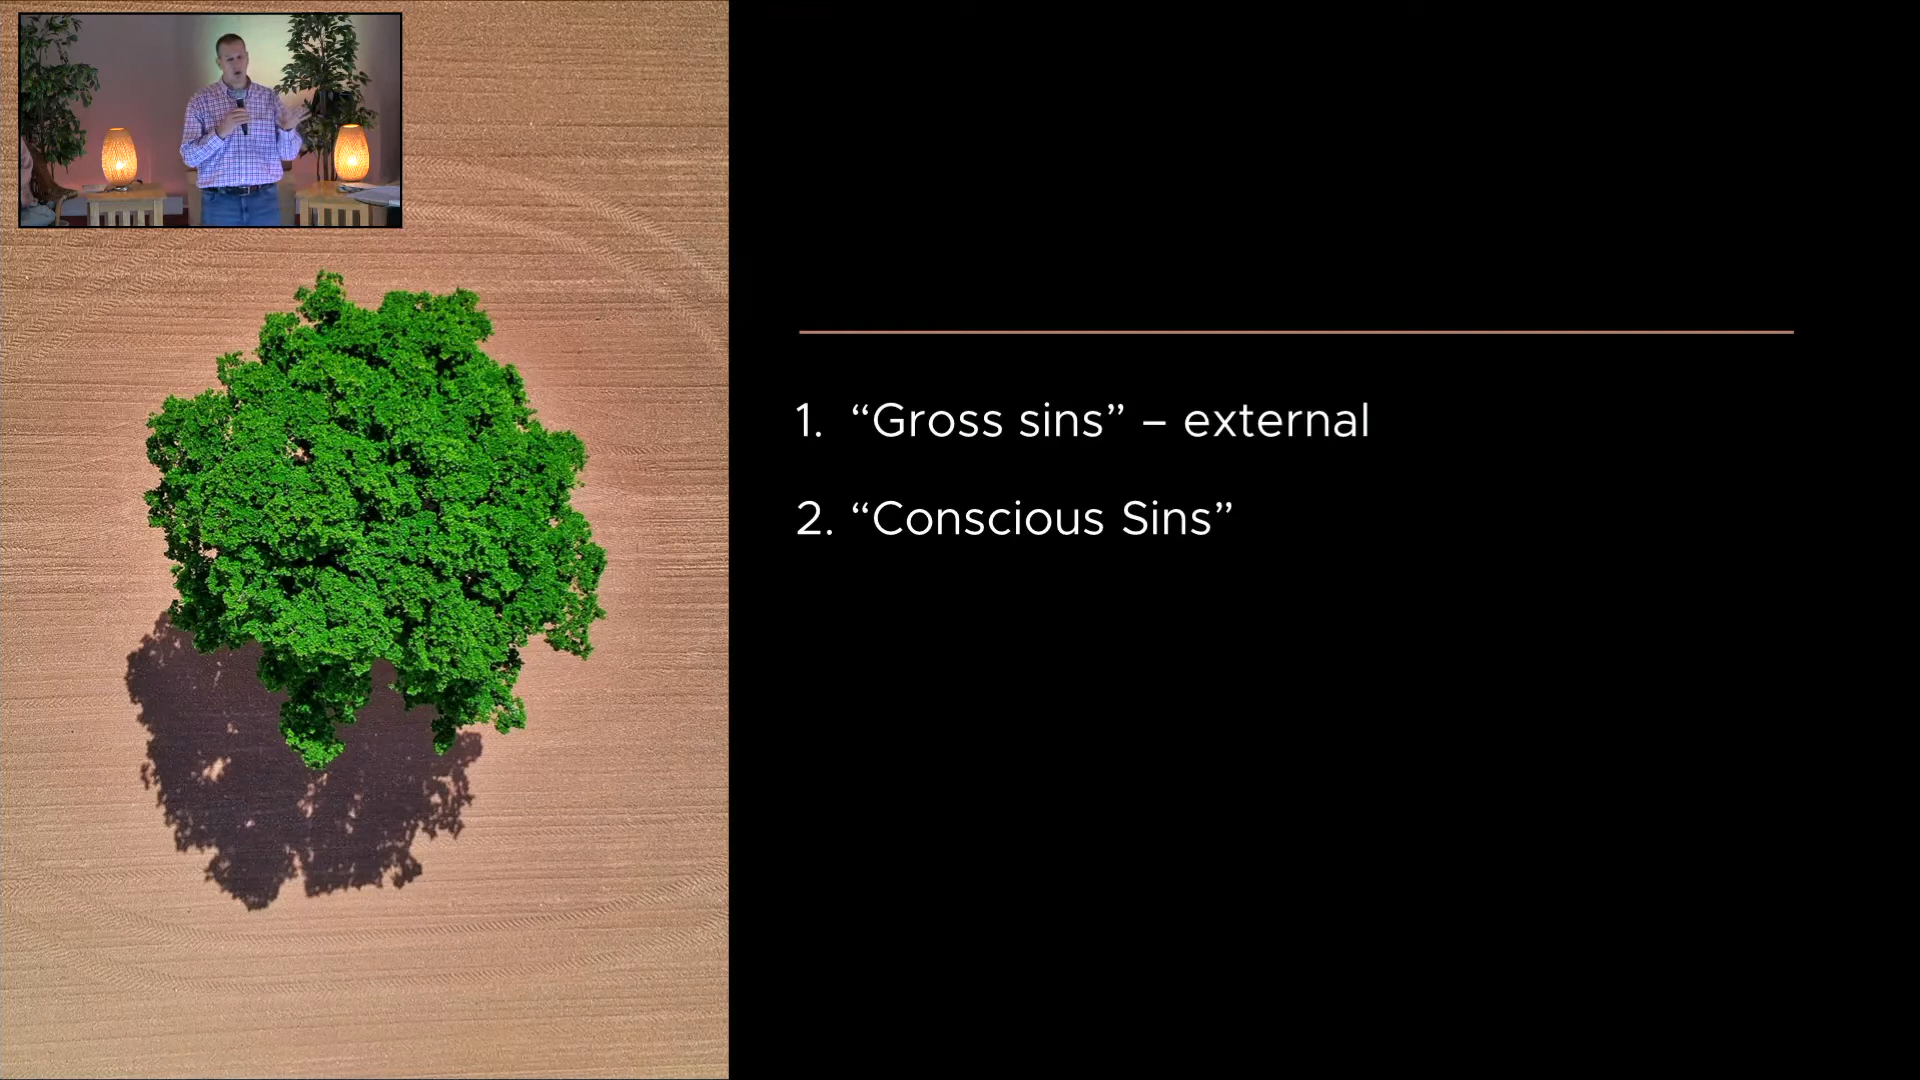 1. “Gross sins” – external
2. “Conscious Sins”